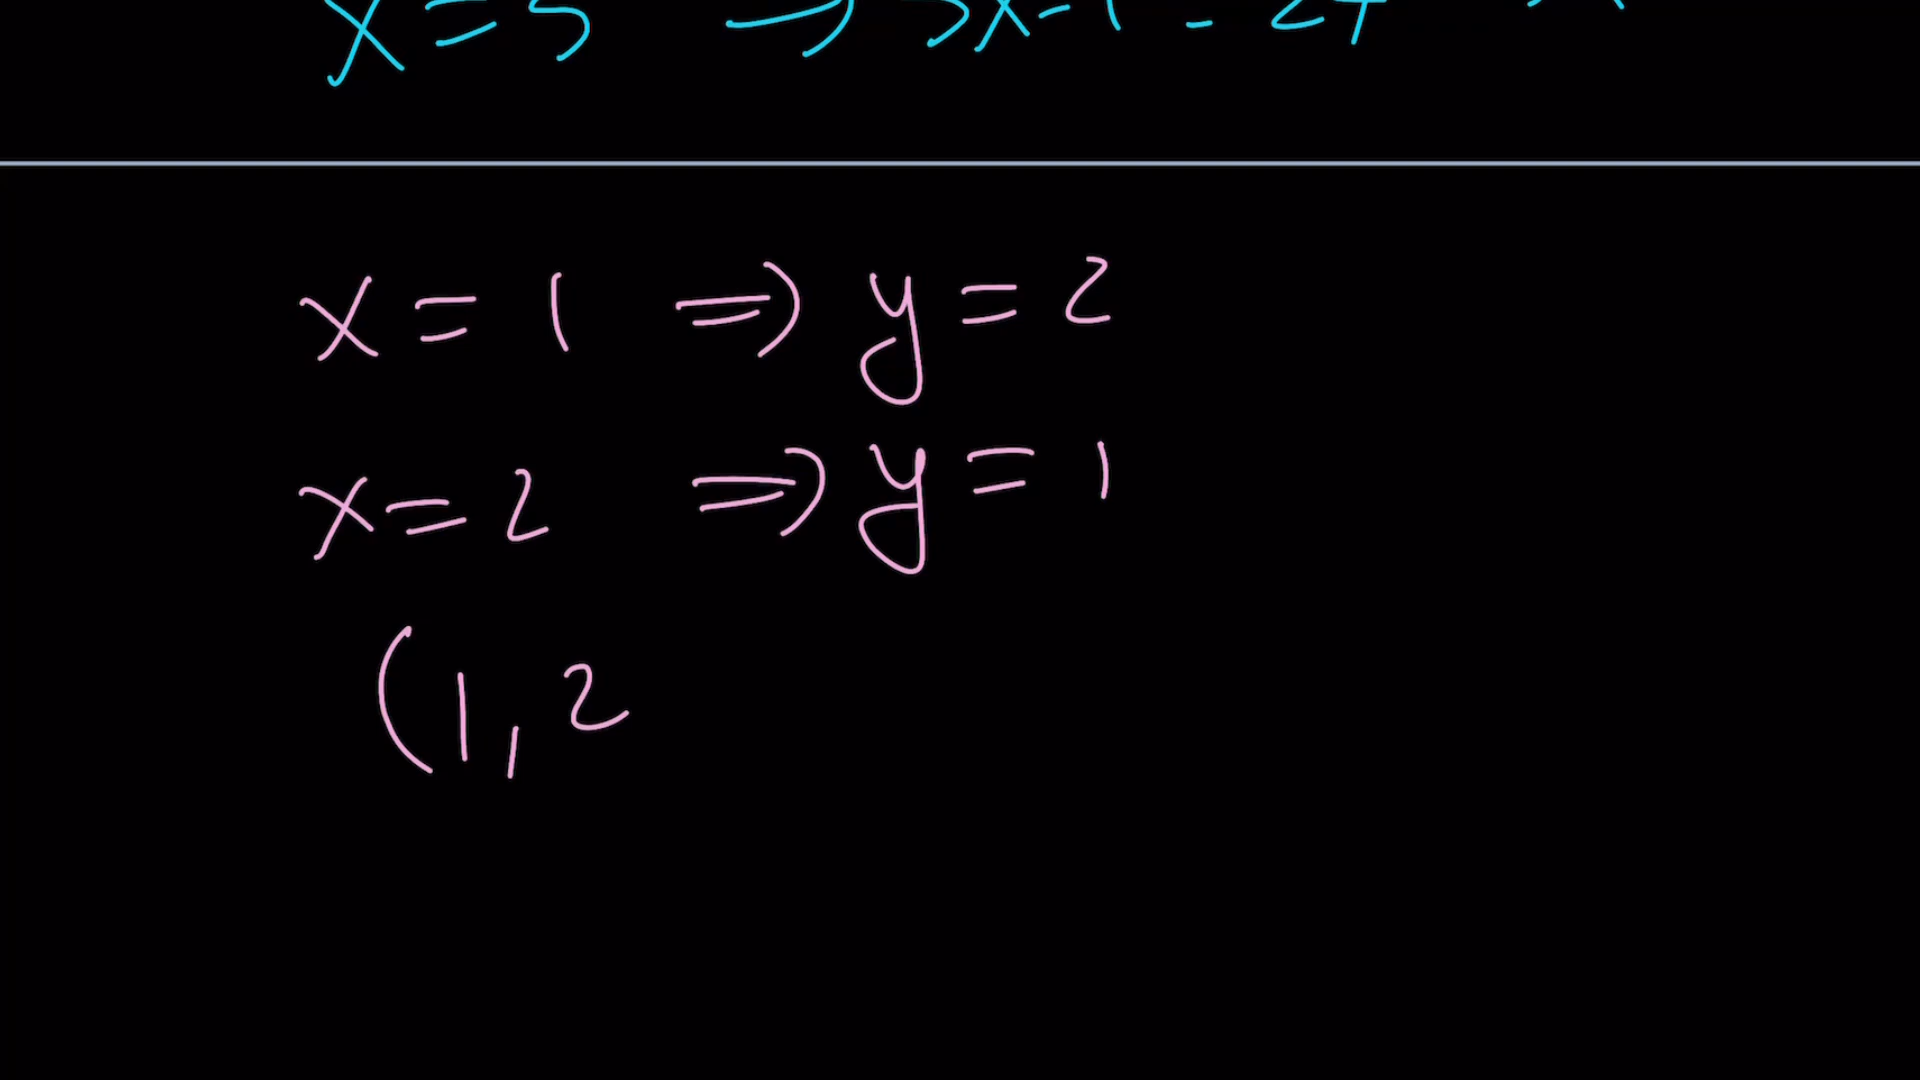 x = 1 ⇒ y = 2
x = 2 ⇒ y = 1
(1, 2